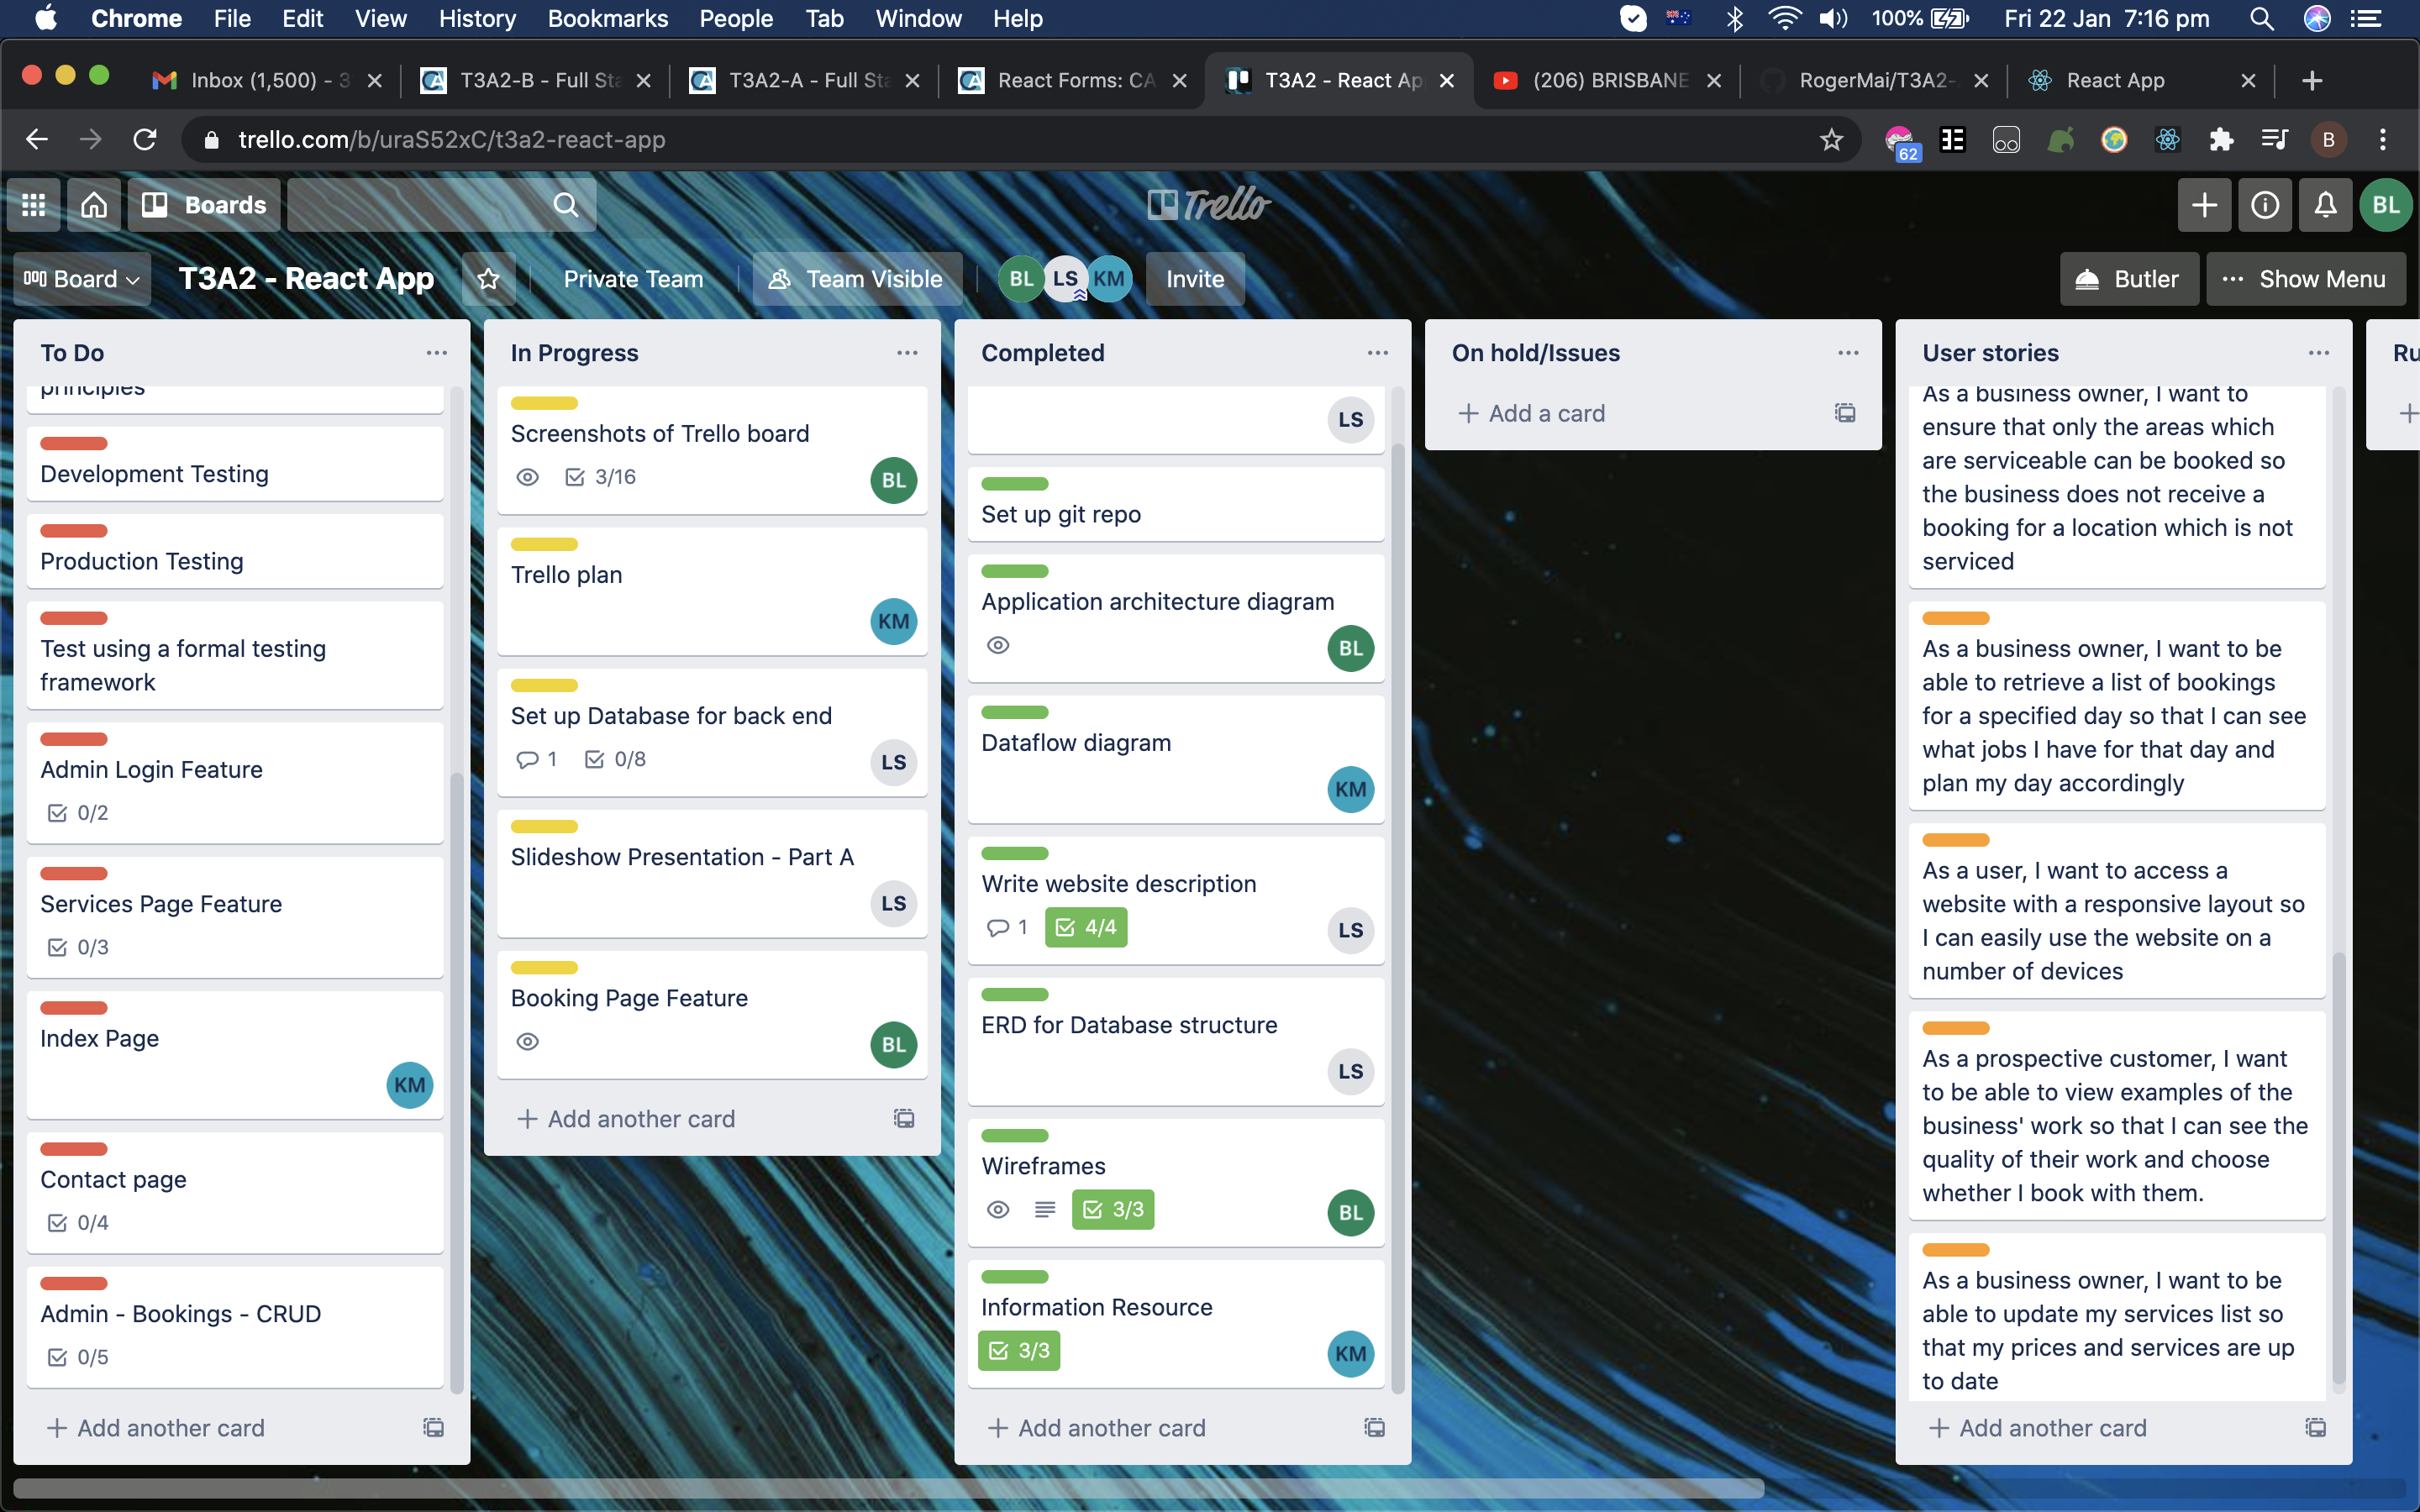 Chrome File Edit View History Bookmarks People Tab Window Help 100% Fri 22 Jan 7:16 pm
Inbox (1,500) - 3 T3A2-B - Full Sta T3A2-A - Full Sta React Forms: CA T3A2 - React Ap (206) BRISBANE RogerMai/T3A2- React App
trello.com/b/uraS52xC/t3a2-react-app 62 B
Boards Trello BL
Board T3A2 - React App Private Team Team Visible BL LS KM Invite Butler Show Menu
To Do
principles
Development Testing
Production Testing
Test using a formal testing
framework
Admin Login Feature
0/2
Services Page Feature
0/3
Index Page
KM
Contact page
0/4
Admin - Bookings - CRUD
0/5
Add another card
In Progress
Screenshots of Trello board
3/16 BL
Trello plan
KM
Set up Database for back end
1 0/8 LS
Slideshow Presentation - Part A
LS
Booking Page Feature
BL
Add another card
Completed
LS
Set up git repo
Application architecture diagram
BL
Dataflow diagram
KM
Write website description
1 4/4 LS
ERD for Database structure
LS
Wireframes
3/3 BL
Information Resource
3/3 KM
Add another card
On hold/Issues
Add a card
User stories
As a business owner, I want to
ensure that only the areas which
are serviceable can be booked so
the business does not receive a
booking for a location which is not
serviced
As a business owner, I want to be
able to retrieve a list of bookings
for a specified day so that I can see
what jobs I have for that day and
plan my day accordingly
As a user, I want to access a
website with a responsive layout so
I can easily use the website on a
number of devices
As a prospective customer, I want
to be able to view examples of the
business' work so that I can see the
quality of their work and choose
whether I book with them.
As a business owner, I want to be
able to update my services list so
that my prices and services are up
to date
Add another card
Ru